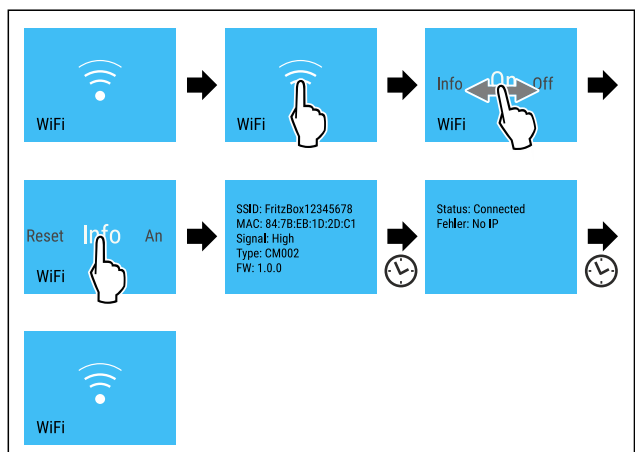 WiFi
WiFi
Info On Off
WiFi
Reset Info An
WiFi
SSID: FritzBox12345678
MAC: 84:7B:EB:1D:2D:C1
Signal: High
Type: CM002
FW: 1.0.0
Status: Connected
Fehler: No IP
WiFi